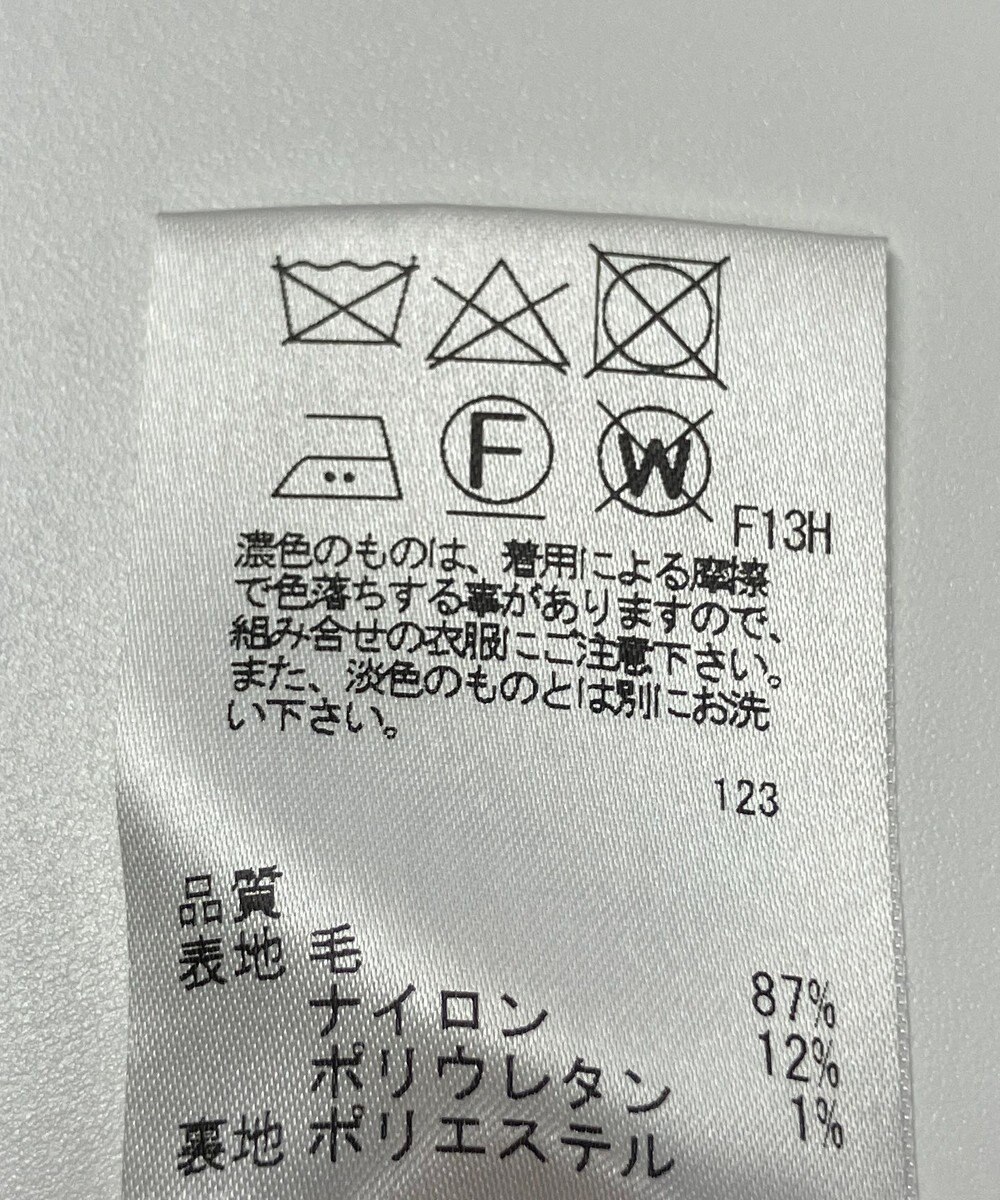 F
W
F13H
濃色のものは、着用による摩擦
で色落ちする事がありますので、
組み合せの衣服にご注意下さい。
また、淡色のものとは別にお洗
い下さい。
123
品質
表地 毛 87%
ナイロン 12%
ポリウレタン 1%
裏地 ポリエステル